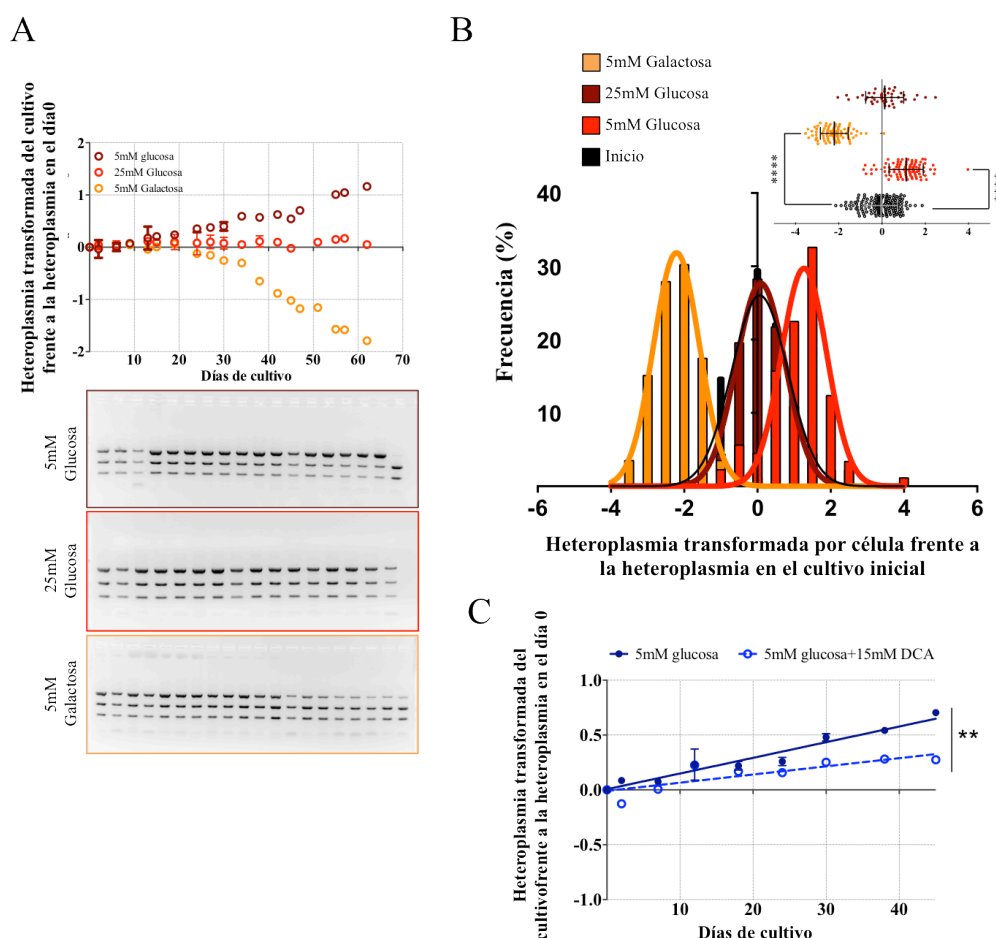 A
Heteroplasmia transformada del cultivo
frente a la heteroplasmia en el día0
2
1
0
-1
-2
5mM glucosa
25mM Glucosa
5mM Galactosa
10
20
30
40
50
60
70
Días de cultivo
5mM
Glucosa
25mM
Glucosa
5mM
Galactosa
B
5mM Galactosa
25mM Glucosa
5mM Glucosa
Inicio
****
****
-4
-2
0
2
4
Frecuencia (%)
40
30
20
10
-6
-4
-2
0
2
4
6
Heteroplasmia transformada por célula frente a
la heteroplasmia en el cultivo inicial
C
5mM glucosa
5mM glucosa+15mM DCA
Heteroplasmia transformada del
cultivofrente a la heteroplasmia en el día 0
1.0
0.5
0.0
-0.5
-1.0
**
10
20
30
40
Días de cultivo